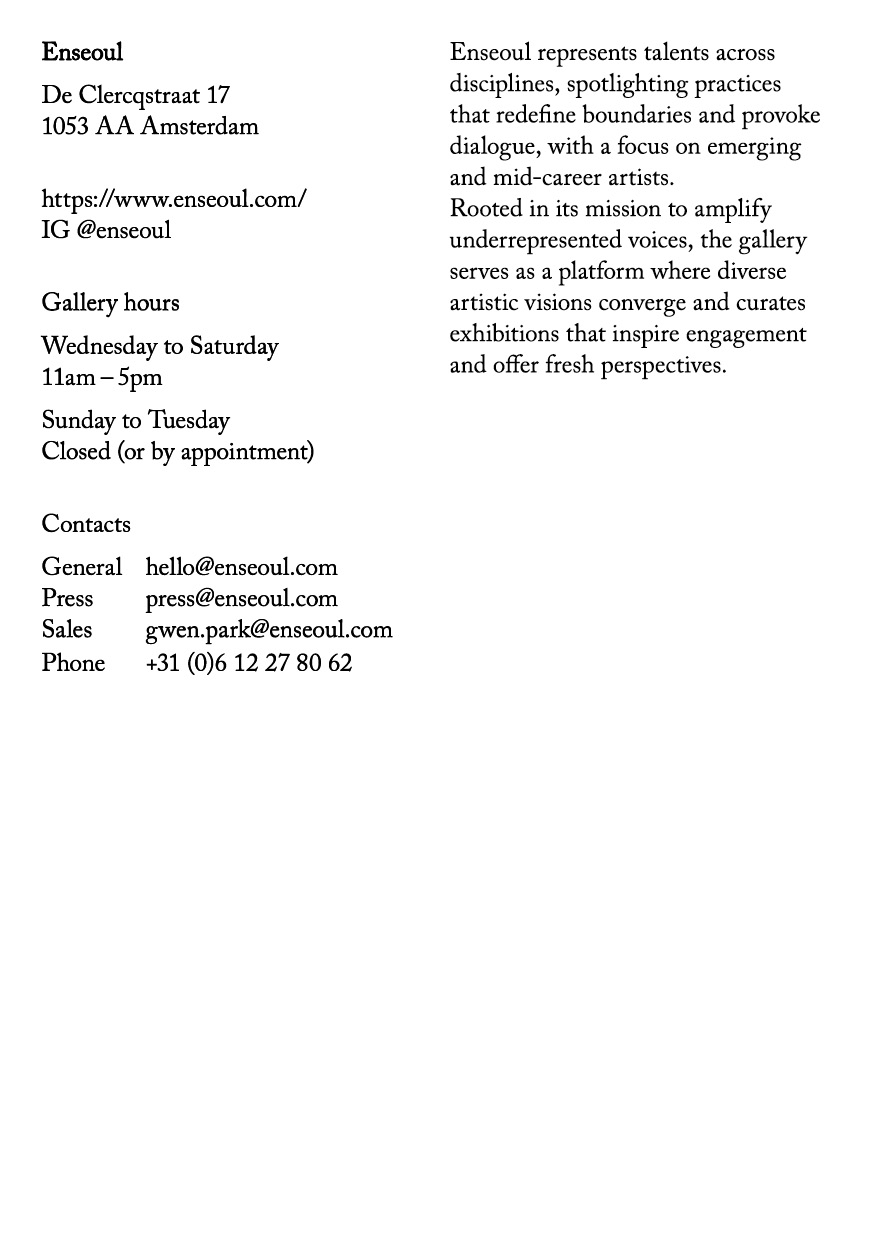 Enseoul
De Clercqstraat 17
1053 AA Amsterdam
https://www.enseoul.com/
IG @enseoul
Gallery hours
Wednesday to Saturday
11am – 5pm
Sunday to Tuesday
Closed (or by appointment)
Contacts
General hello@enseoul.com
Press press@enseoul.com
Sales gwen.park@enseoul.com
Phone +31 (0)6 12 27 80 62
Enseoul represents talents across
disciplines, spotlighting practices
that redefine boundaries and provoke
dialogue, with a focus on emerging
and mid-career artists.
Rooted in its mission to amplify
underrepresented voices, the gallery
serves as a platform where diverse
artistic visions converge and curates
exhibitions that inspire engagement
and offer fresh perspectives.